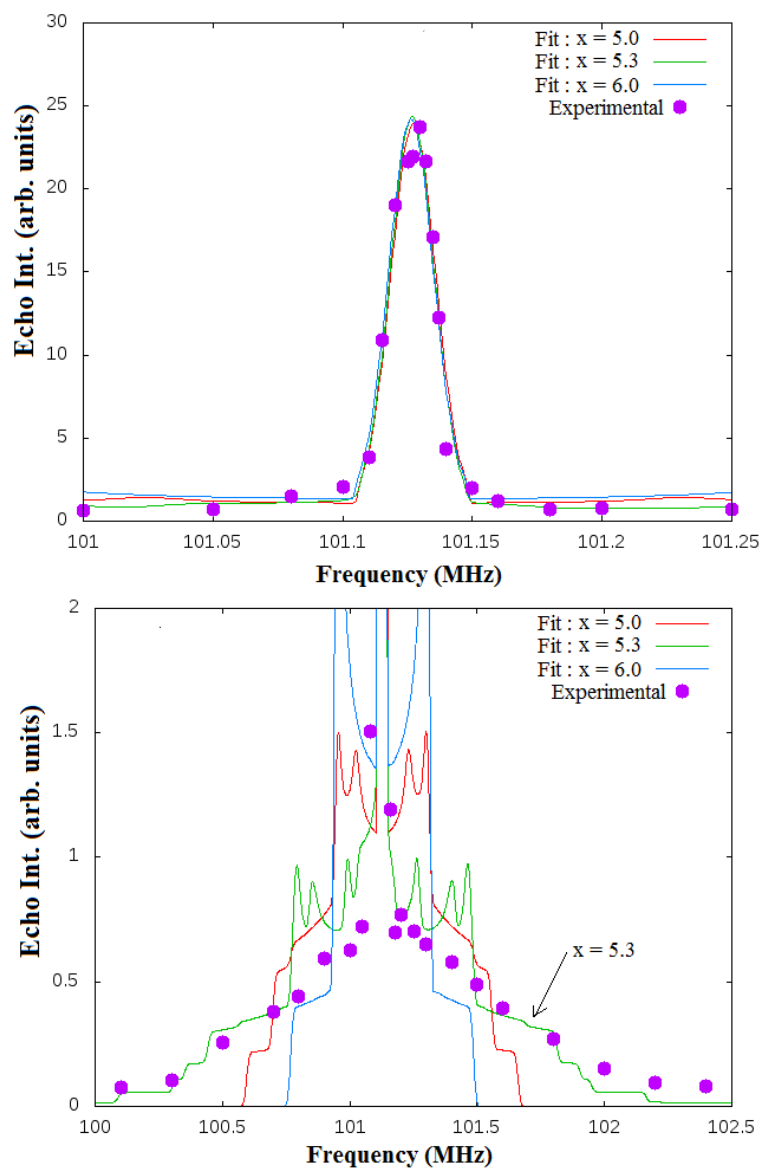 30
25
20
15
10
5
0
Echo Int. (arb. units)
Fit : x = 5.0
Fit : x = 5.3
Fit : x = 6.0
Experimental
101 101.05 101.1 101.15 101.2 101.25
Frequency (MHz)
2
1.5
1
0.5
0
Echo Int. (arb. units)
Fit : x = 5.0
Fit : x = 5.3
Fit : x = 6.0
Experimental
x = 5.3
100 100.5 101 101.5 102 102.5
Frequency (MHz)